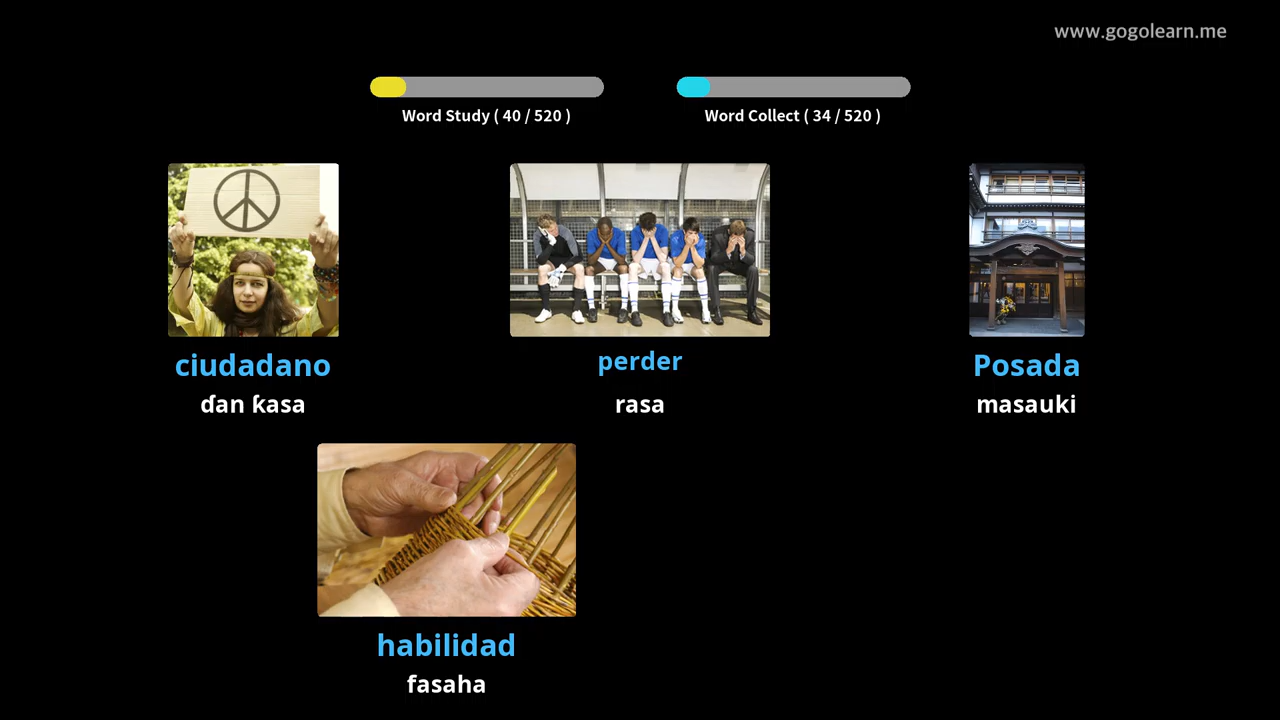 www.gogolearn.me
Word Study ( 40 / 520 )
Word Collect ( 34 / 520 )
ciudadano
ɗan ƙasa
perder
rasa
Posada
masauki
habilidad
fasaha